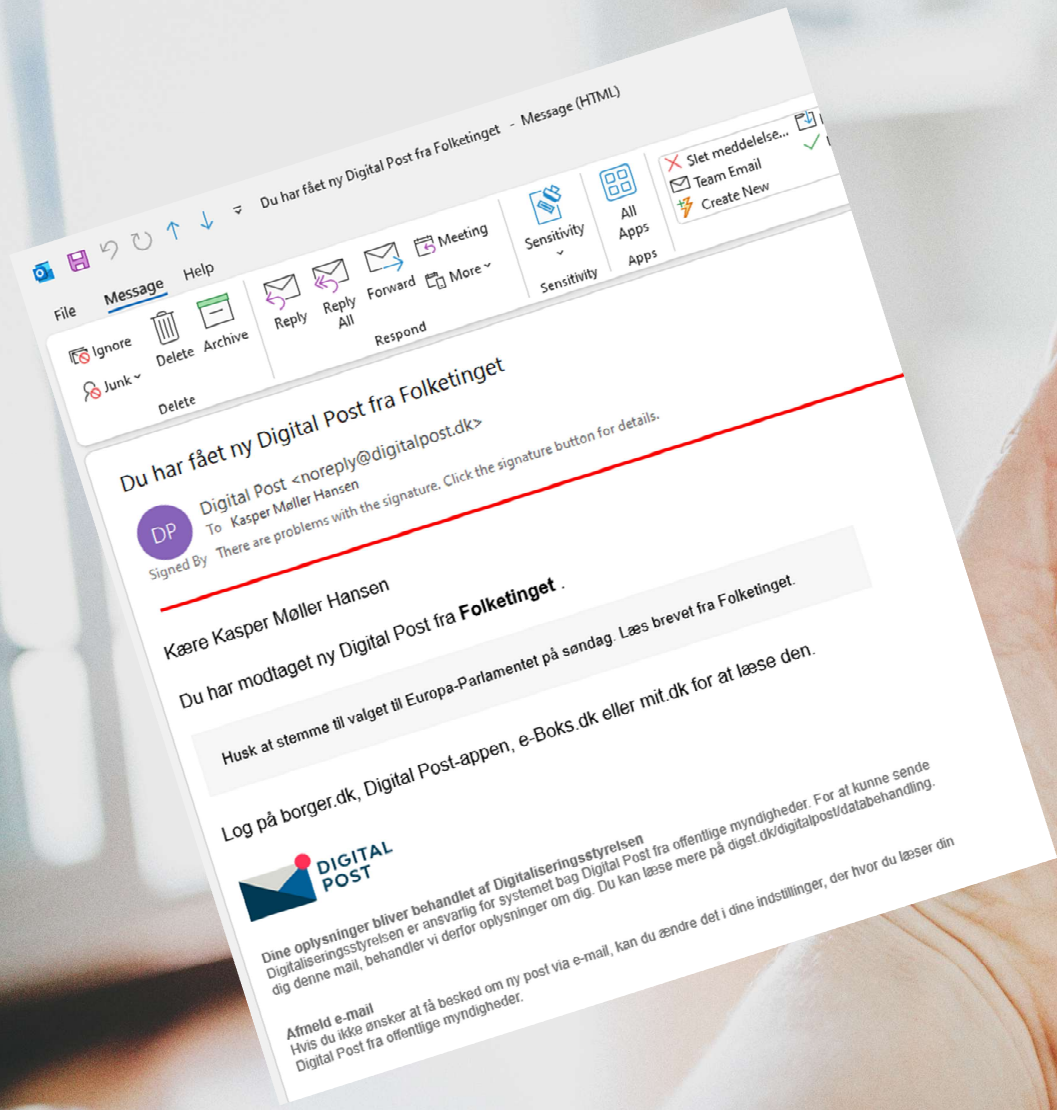 Du har fået ny Digital Post fra Folketinget - Message (HTML)
File Message Help
Ignore
Junk
Delete
Archive
Delete
Reply
Reply All
Forward
Meeting
More
Respond
Sensitivity
Sensitivity
All Apps
Apps
Slet meddelelse...
Team Email
Create New
Du har fået ny Digital Post fra Folketinget
DP
Digital Post <noreply@digitalpost.dk>
To Kasper Møller Hansen
Signed By There are problems with the signature. Click the signature button for details.
Kære Kasper Møller Hansen
Du har modtaget ny Digital Post fra Folketinget .
Husk at stemme til valget til Europa-Parlamentet på søndag. Læs brevet fra Folketinget.
Log på borger.dk, Digital Post-appen, e-Boks.dk eller mit.dk for at læse den.
DIGITAL
POST
Dine oplysninger bliver behandlet af Digitaliseringsstyrelsen
Digitaliseringsstyrelsen er ansvarlig for systemet bag Digital Post fra offentlige myndigheder. For at kunne sende
dig denne mail, behandler vi derfor oplysninger om dig. Du kan læse mere på digst.dk/digitalpost/databehandling.
Afmeld e-mail
Hvis du ikke ønsker at få besked om ny post via e-mail, kan du ændre det i dine indstillinger, der hvor du læser din
Digital Post fra offentlige myndigheder.